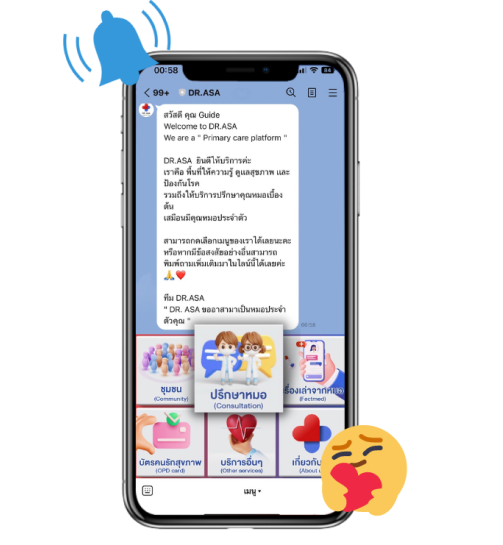 00:58
64
99+
DR.ASA
สวัสดี คุณ Guide
Welcome to DR.ASA
We are a " Primary care platform "
DR.ASA ยินดีให้บริการค่ะ
เราคือ พื้นที่ให้ความรู้ ดูแลสุขภาพ และ
ป้องกันโรค
รวมถึงให้บริการปรึกษาคุณหมอเบื้อง
ต้น
เสมือนมีคุณหมอประจำตัว
สามารถกดเลือกเมนูของเราได้เลยนะคะ
หรือหากมีข้อสงสัยอย่างอื่นสามารถ
พิมพ์ถามเพิ่มเติมมาในไลน์นี้ได้เลยค่ะ
🙏❤️
ทีม DR.ASA
" DR. ASA ขออาสามาเป็นหมอประจำ
ตัวคุณ "
00:58
ชุมชน
(Community)
ปรึกษาหมอ
(Consultation)
รื่องเล่าจากหมอ
(Factmed)
บัตรคนรักสุขภาพ
(OPD card)
บริการอื่นๆ
(Other services)
เกี่ยวกับ
(About
เมนู